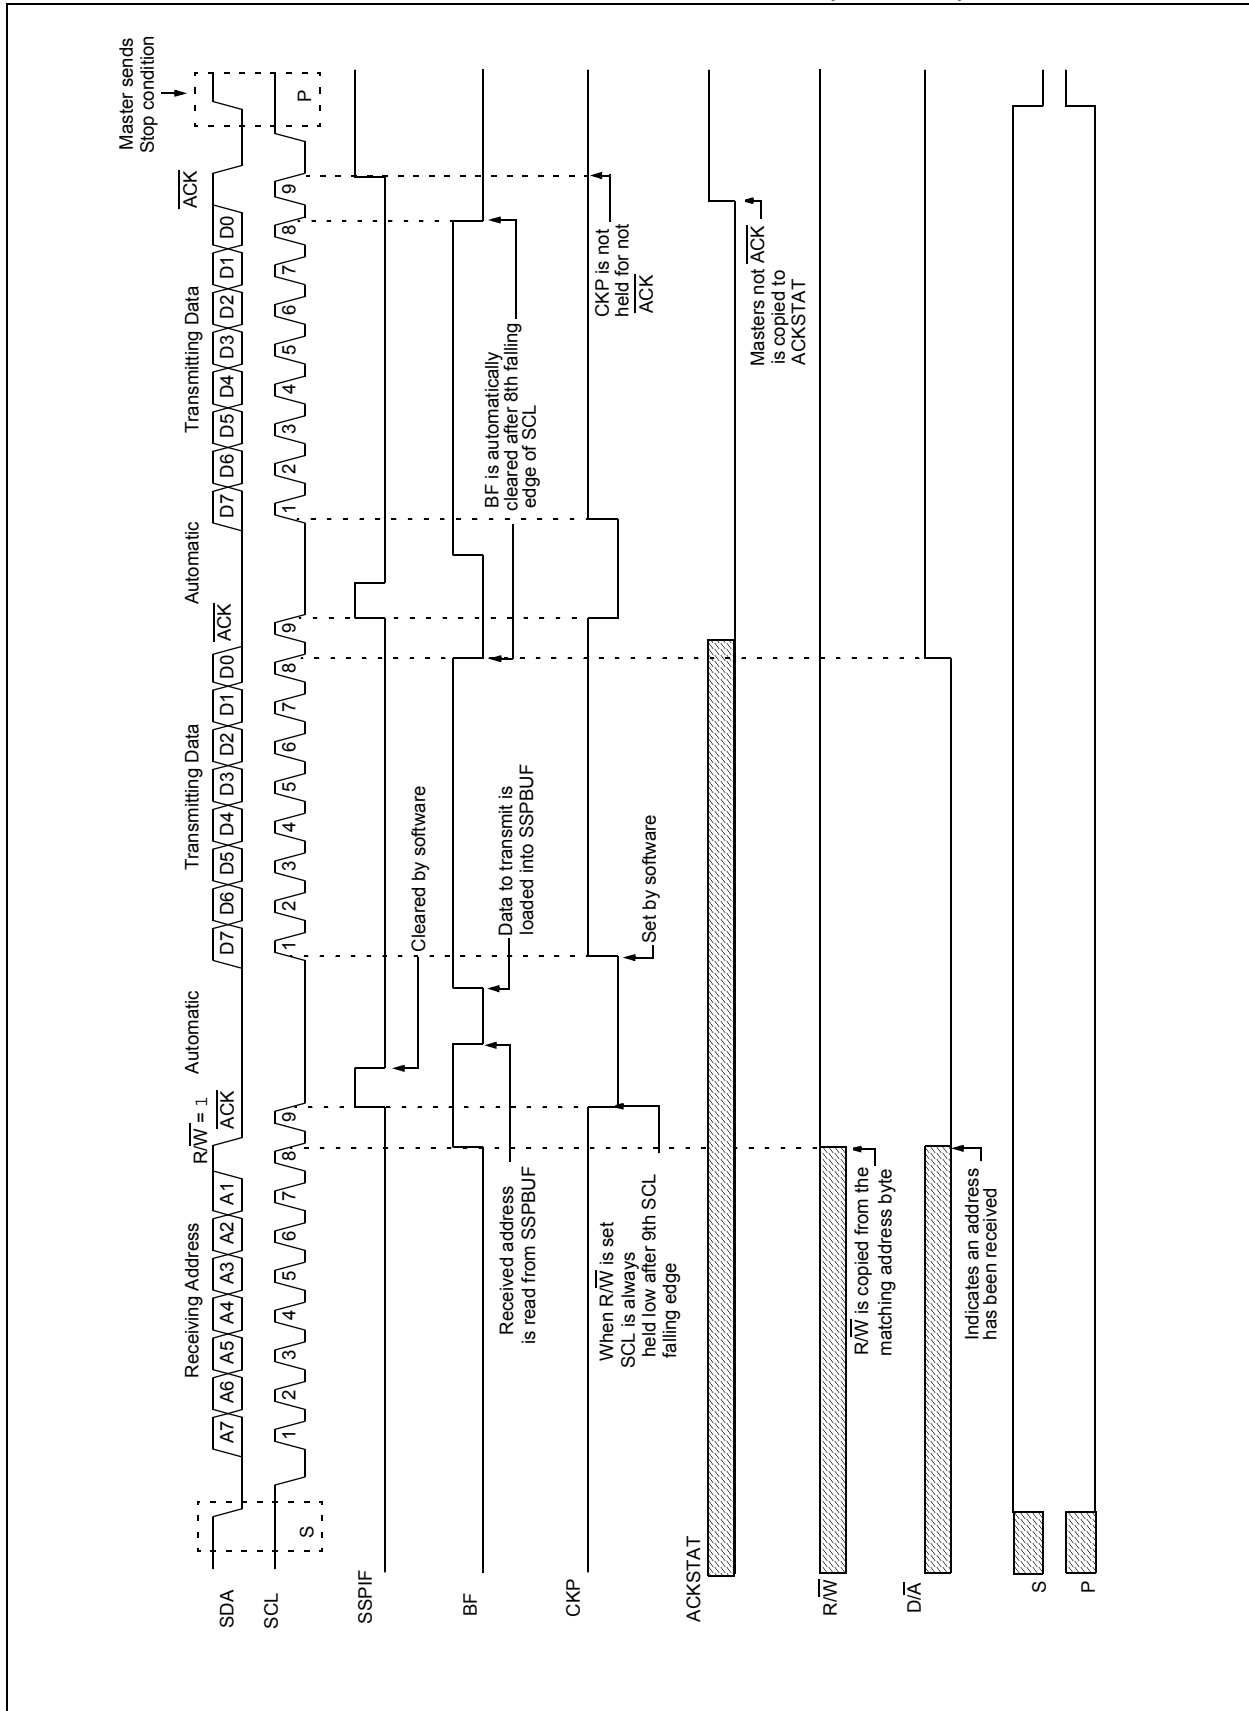 Master sends
Stop condition
Receiving Address
R/W = 1
Automatic
Transmitting Data
Automatic
Transmitting Data
ACK
ACK
ACK
SDA
A7 A6 A5 A4 A3 A2 A1
D7 D6 D5 D4 D3 D2 D1 D0
D7 D6 D5 D4 D3 D2 D1 D0
SCL
S
1 2 3 4 5 6 7 8 9
1 2 3 4 5 6 7 8 9
1 2 3 4 5 6 7 8 9
P
SSPIF
Cleared by software
BF
Received address
is read from SSPBUF
Data to transmit is
loaded into SSPBUF
BF is automatically
cleared after 8th falling
edge of SCL
CKP
When R/W is set
SCL is always
held low after 9th SCL
falling edge
Set by software
CKP is not
held for not
ACK
ACKSTAT
Masters not ACK
is copied to
ACKSTAT
R/W
R/W is copied from the
matching address byte
D/A
Indicates an address
has been received
S
P